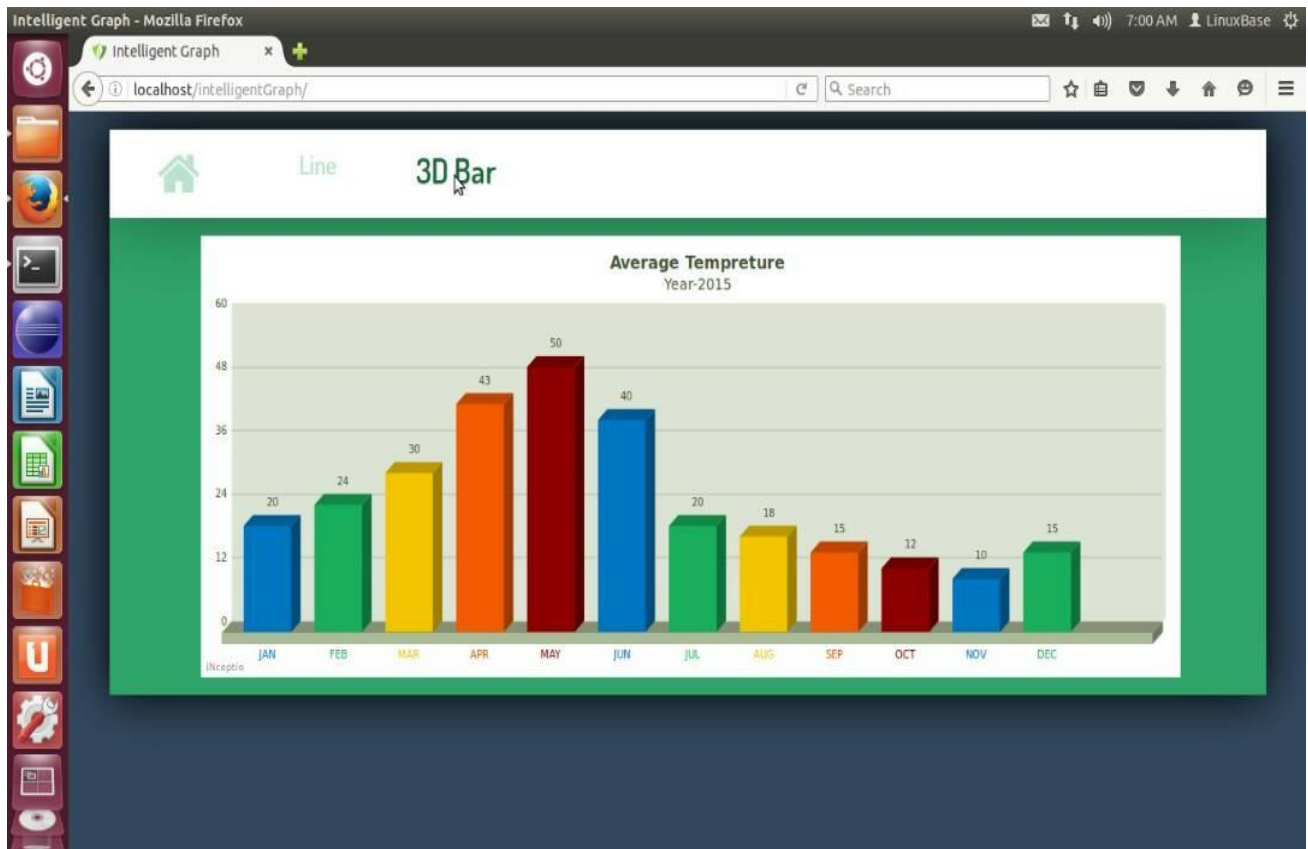 Intelligent Graph - Mozilla Firefox
7:00 AM LinuxBase
Intelligent Graph
localhost/intelligentGraph/
Search
Line 3D Bar
Average Tempreture
Year-2015
60
50
48
43
40
36
30
24
24
20
20
18
15
15
12
12
10
0
JAN FEB MAR APR MAY JUN JUL AUG SEP OCT NOV DEC
iNceptio